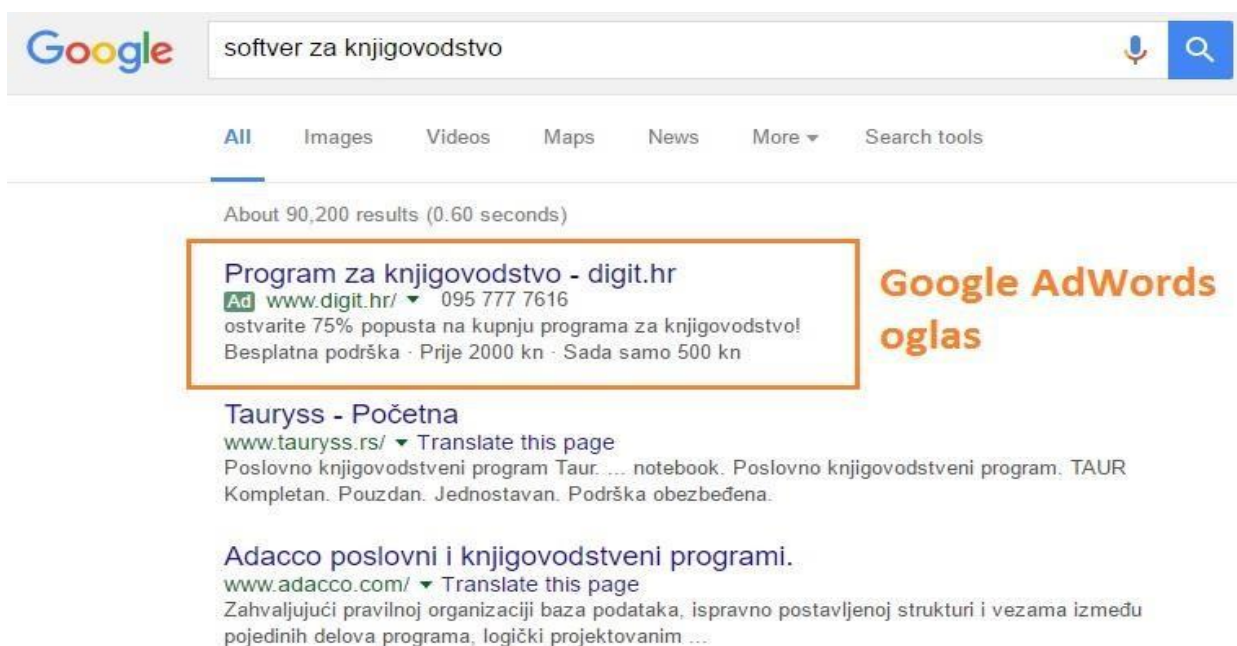 Google
softver za knjigovodstvo
All Images Videos Maps News More Search tools
About 90,200 results (0.60 seconds)
Program za knjigovodstvo - digit.hr
Ad www.digit.hr/ 095 777 7616
ostvarite 75% popusta na kupnju programa za knjigovodstvo!
Besplatna podrška · Prije 2000 kn · Sada samo 500 kn
Google AdWords
oglas
Tauryss - Početna
www.tauryss.rs/ Translate this page
Poslovno knjigovodstveni program Taur. ... notebook. Poslovno knjigovodstveni program. TAUR
Kompletan. Pouzdan. Jednostavan. Podrška obezbeđena.
Adacco poslovni i knjigovodstveni programi.
www.adacco.com/ Translate this page
Zahvaljujući pravilnoj organizaciji baza podataka, ispravno postavljenoj strukturi i vezama između
pojedinih delova programa, logički projektovanim ...